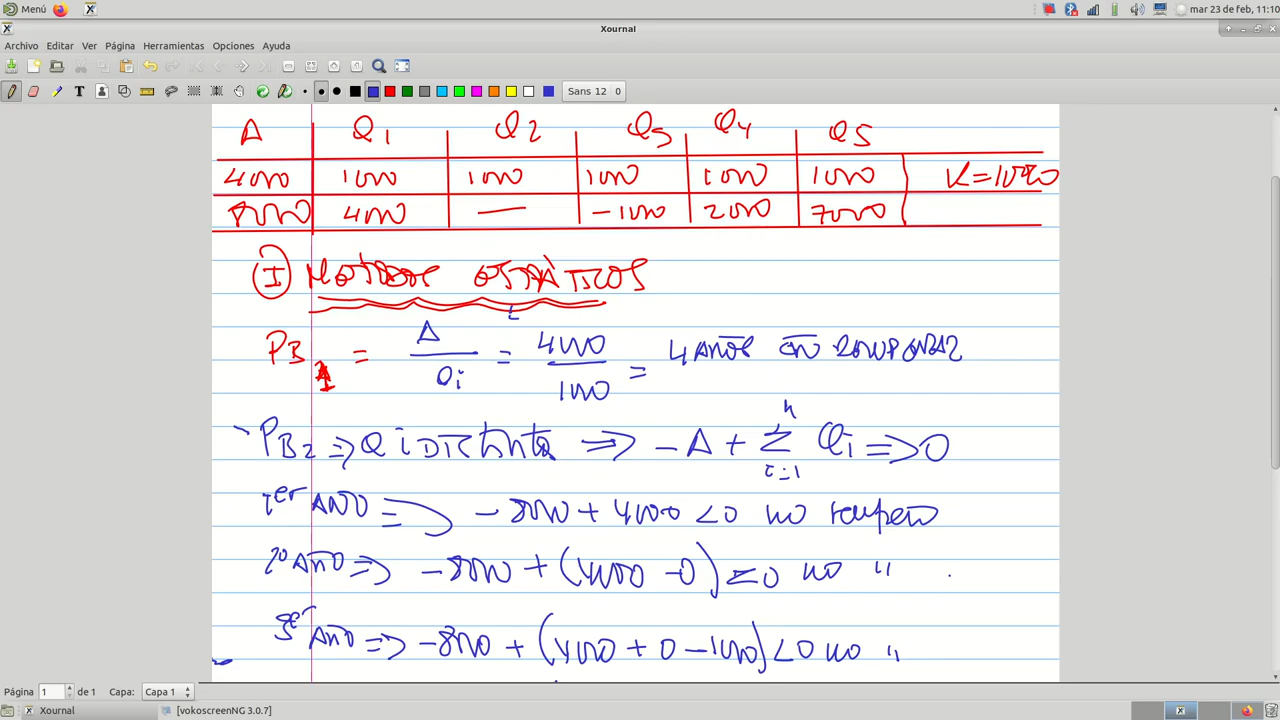 Menú mar 23 de feb, 11:10
Xournal
Archivo Editar Ver Página Herramientas Opciones Ayuda
Sans 12 0
A Q1 Q2 Q3 Q4 Q5
4000 1000 1000 1000 1000 1000 K=10%
8000 4000 — -1000 2000 7000
I MÉTODOS ESTÁTICOS
PB1 = A/Qi = 4000/1000 = 4 AÑOS EN RECUPERAR
PB2 => Qi DISTINTA => -A + Σ i=1 n Qi => 0
1er AÑO => -8000 + 4000 <0 no recupero
2º AÑO => -8000 + (4000 -0) <0 no "
3er AÑO => -8000 + (4000 + 0 -1000) <0 no "
Página 1 de 1 Capa: Capa 1
Xournal [vokoscreenNG 3.0.7]